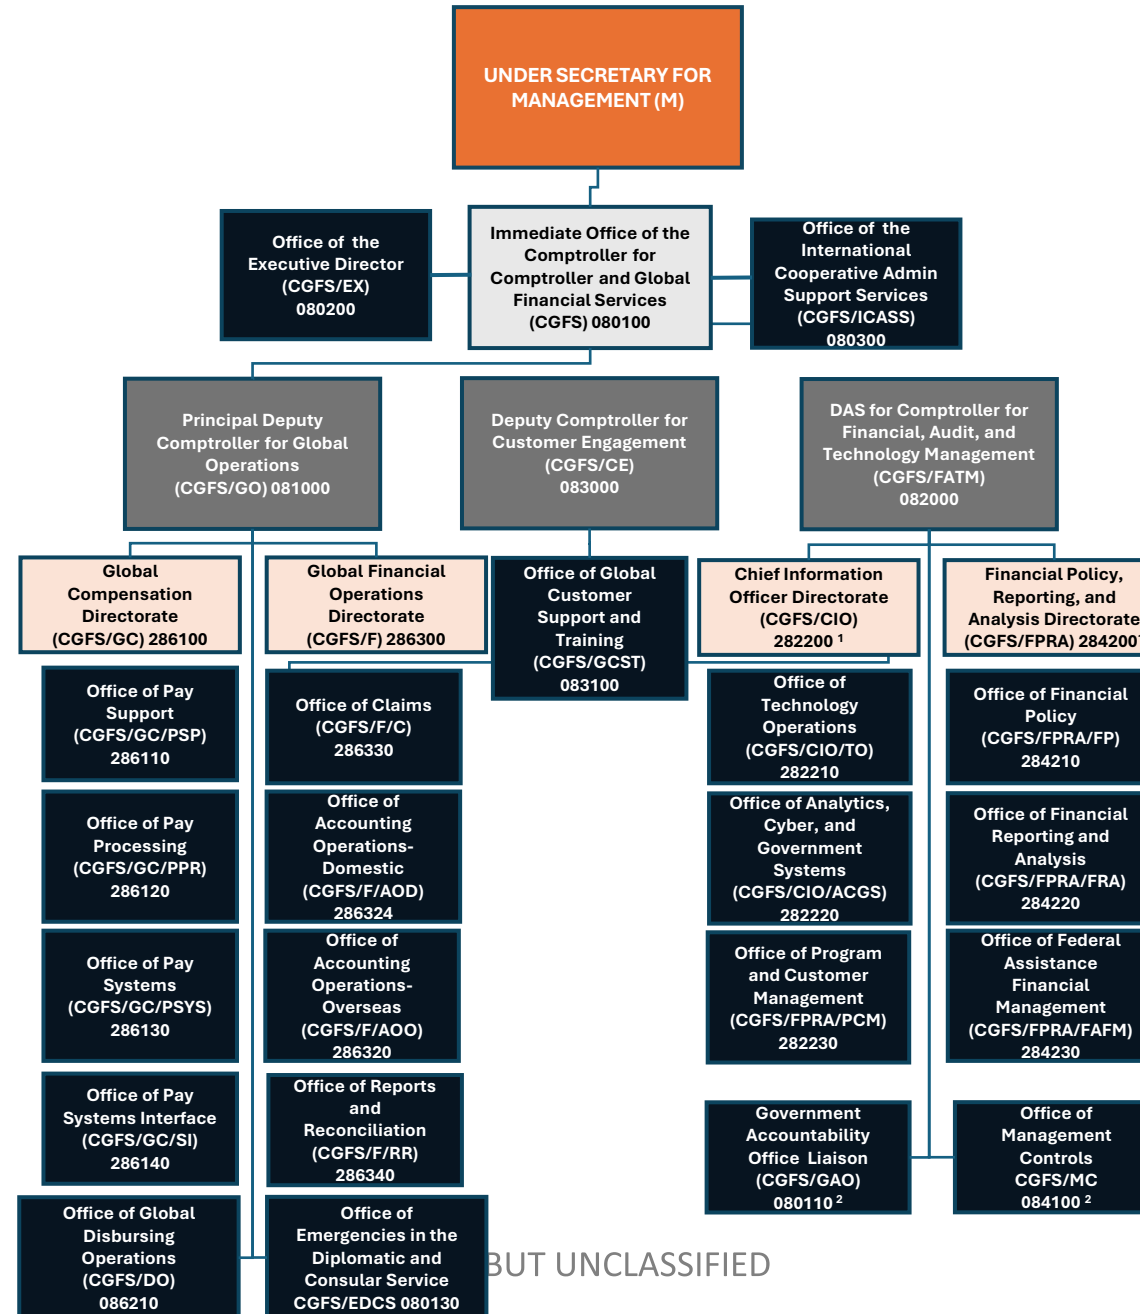 UNDER SECRETARY FOR
MANAGEMENT (M)
Office of the
Executive Director
(CGFS/EX)
080200
Immediate Office of the
Comptroller for
Comptroller and Global
Financial Services
(CGFS) 080100
Office of the
International
Cooperative Admin
Support Services
(CGFS/ICASS)
080300
Principal Deputy
Comptroller for Global
Operations
(CGFS/GO) 081000
Deputy Comptroller for
Customer Engagement
(CGFS/CE)
083000
DAS for Comptroller for
Financial, Audit, and
Technology Management
(CGFS/FATM)
082000
Global
Compensation
Directorate
(CGFS/GC) 286100
Global Financial
Operations
Directorate
(CGFS/F) 286300
Office of Global
Customer
Support and
Training
(CGFS/GCST)
083100
Chief Information
Officer Directorate
(CGFS/CIO)
282200 ¹
Financial Policy,
Reporting, and
Analysis Directorate
(CGFS/FPRA) 284200
Office of Pay
Support
(CGFS/GC/PSP)
286110
Office of Claims
(CGFS/F/C)
286330
Office of
Technology
Operations
(CGFS/CIO/TO)
282210
Office of Financial
Policy
(CGFS/FPRA/FP)
284210
Office of Pay
Processing
(CGFS/GC/PPR)
286120
Office of
Accounting
Operations-
Domestic
(CGFS/F/AOD)
286324
Office of Analytics,
Cyber, and
Government
Systems
(CGFS/CIO/ACGS)
282220
Office of Financial
Reporting and
Analysis
(CGFS/FPRA/FRA)
284220
Office of Pay
Systems
(CGFS/GC/PSYS)
286130
Office of
Accounting
Operations-
Overseas
(CGFS/F/AOO)
286320
Office of Program
and Customer
Management
(CGFS/FPRA/PCM)
282230
Office of Federal
Assistance
Financial
Management
(CGFS/FPRA/FAFM)
284230
Office of Pay
Systems Interface
(CGFS/GC/SI)
286140
Office of Reports
and
Reconciliation
(CGFS/F/RR)
286340
Government
Accountability
Office Liaison
(CGFS/GAO)
080110 ²
Office of
Management
Controls
CGFS/MC
084100 ²
Office of Global
Disbursing
Operations
(CGFS/DO)
086210
Office of
Emergencies in the
Diplomatic and
Consular Service
CGFS/EDCS 080130
BUT UNCLASSIFIED